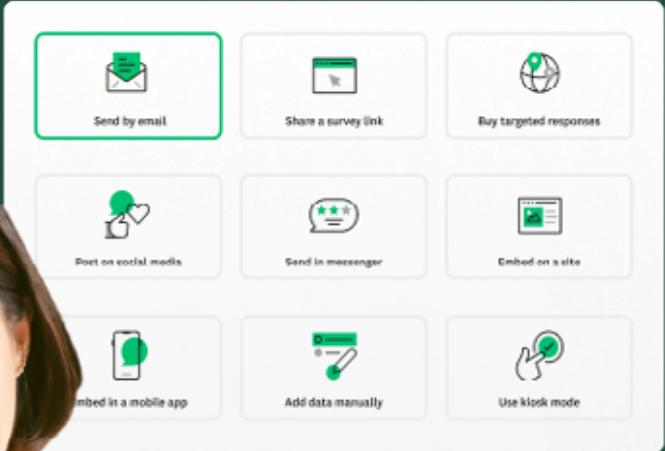 Send by email
Share a survey link
Buy targeted responses
Post on social media
Send in messenger
Embed on a site
mbed in a mobile app
Add data manually
Use kiosk mode